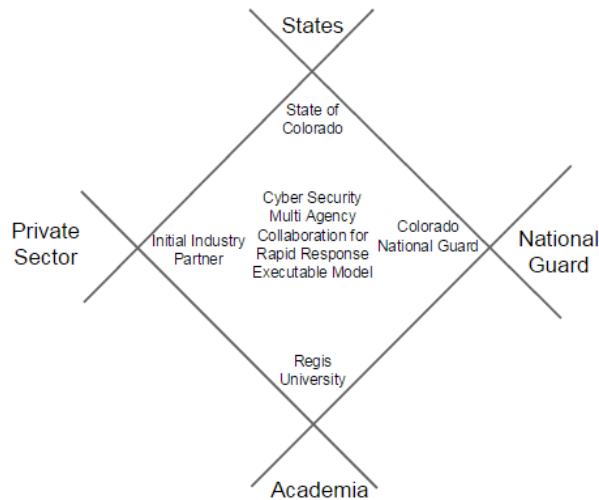 States
State of
Colorado
Cyber Security
Multi Agency
Collaboration for
Rapid Response
Executable Model
Private
Sector
Initial Industry
Partner
Colorado
National Guard
National
Guard
Regis
University
Academia